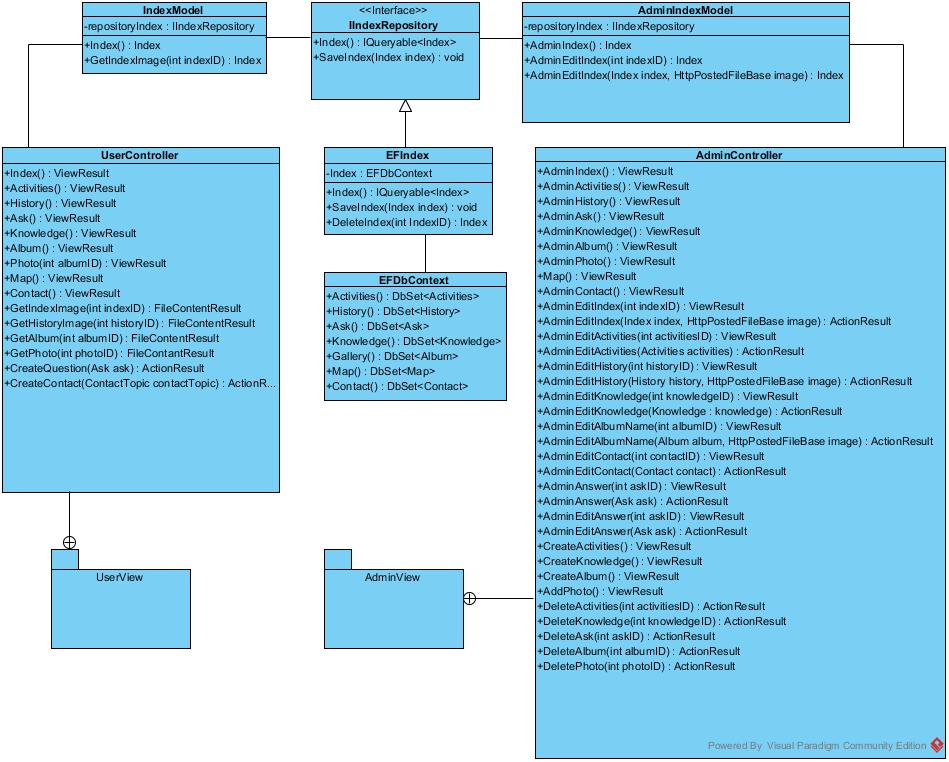 IndexModel
-repositoryIndex : IIndexRepository
+Index() : Index
+GetIndexImage(int indexID) : Index
<<Interface>>
IIndexRepository
+Index() : IQueryable<Index>
+SaveIndex(Index index) : void
AdminIndexModel
-repositoryIndex : IIndexRepository
+AdminIndex() : Index
+AdminEditIndex(int indexID) : Index
+AdminEditIndex(Index index, HttpPostedFileBase image) : Index
UserController
+Index() : ViewResult
+Activities() : ViewResult
+History() : ViewResult
+Ask() : ViewResult
+Knowledge() : ViewResult
+Album() : ViewResult
+Photo(int albumID) : ViewResult
+Map() : ViewResult
+Contact() : ViewResult
+GetIndexImage(int indexID) : FileContentResult
+GetHistoryImage(int historyID) : FileContentResult
+GetAlbum(int albumID) : FileContentResult
+GetPhoto(int photoID) : FileContantResult
+CreateQuestion(Ask ask) : ActionResult
+CreateContact(ContactTopic contactTopic) : ActionR...
EFIndex
-Index : EFDbContext
+Index() : IQueryable<Index>
+SaveIndex(Index index) : void
+DeleteIndex(int IndexID) : Index
EFDbContext
+Activities() : DbSet<Activities>
+History() : DbSet<History>
+Ask() : DbSet<Ask>
+Knowledge() : DbSet<Knowledge>
+Gallery() : DbSet<Album>
+Map() : DbSet<Map>
+Contact() : DbSet<Contact>
AdminController
+AdminIndex() : ViewResult
+AdminActivities() : ViewResult
+AdminHistory() : ViewResult
+AdminAsk() : ViewResult
+AdminKnowledge() : ViewResult
+AdminAlbum() : ViewResult
+AdminPhoto() : ViewResult
+Map() : ViewResult
+AdminContact() : ViewResult
+AdminEditIndex(int indexID) : ViewResult
+AdminEditIndex(Index index, HttpPostedFileBase image) : ActionResult
+AdminEditActivities(int activitiesID) : ViewResult
+AdminEditActivities(Activities activities) : ActionResult
+AdminEditHistory(int historyID) : ViewResult
+AdminEditHistory(History history, HttpPostedFileBase image) : ActionResult
+AdminEditKnowledge(int knowledgeID) : ViewResult
+AdminEditKnowledge(Knowledge : knowledge) : ActionResult
+AdminEditAlbumName(int albumID) : ViewResult
+AdminEditAlbumName(Album album, HttpPostedFileBase image) : ActionResult
+AdminEditContact(int contactID) : ViewResult
+AdminEditContact(Contact contact) : ActionResult
+AdminAnswer(int askID) : ViewResult
+AdminAnswer(Ask ask) : ActionResult
+AdminEditAnswer(int askID) : ViewResult
+AdminEditAnswer(Ask ask) : ActionResult
+CreateActivities() : ViewResult
+CreateKnowledge() : ViewResult
+CreateAlbum() : ViewResult
+AddPhoto() : ViewResult
+DeleteActivities(int activitiesID) : ActionResult
+DeleteKnowledge(int knowledgeID) : ActionResult
+DeleteAsk(int askID) : ActionResult
+DeleteAlbum(int albumID) : ActionResult
+DeletePhoto(int photoID) : ActionResult
UserView
AdminView
Powered By Visual Paradigm Community Edition